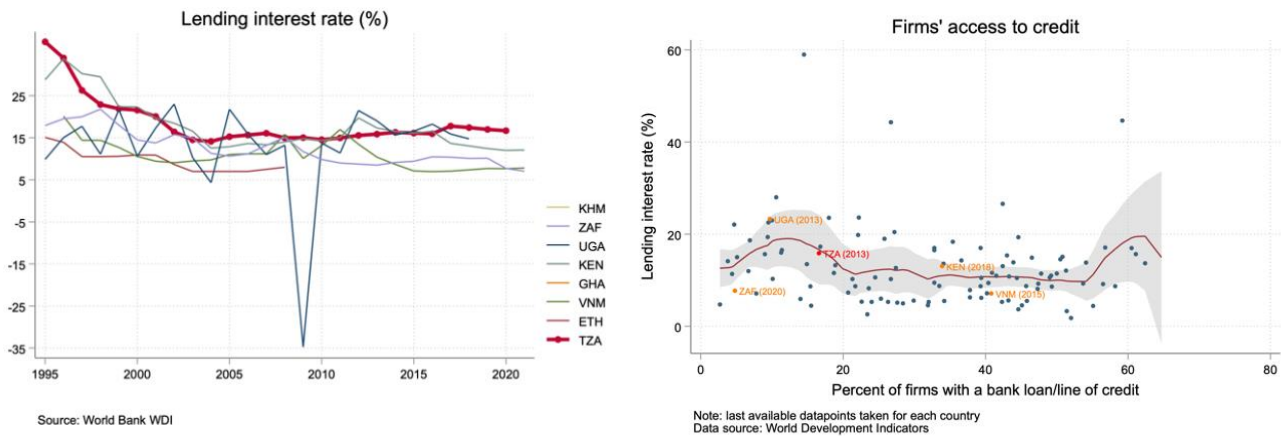 Lending interest rate (%)
25
15
5
-5
-15
-25
-35
1995
2000
2005
2010
2015
2020
KHM
ZAF
UGA
KEN
GHA
VNM
ETH
TZA
Source: World Bank WDI
Firms' access to credit
Lending interest rate (%)
60
40
20
0
UGA (2013)
TZA (2013)
KEN (2018)
ZAF (2020)
VNM (2015)
0
20
40
60
80
Percent of firms with a bank loan/line of credit
Note: last available datapoints taken for each country
Data source: World Development Indicators